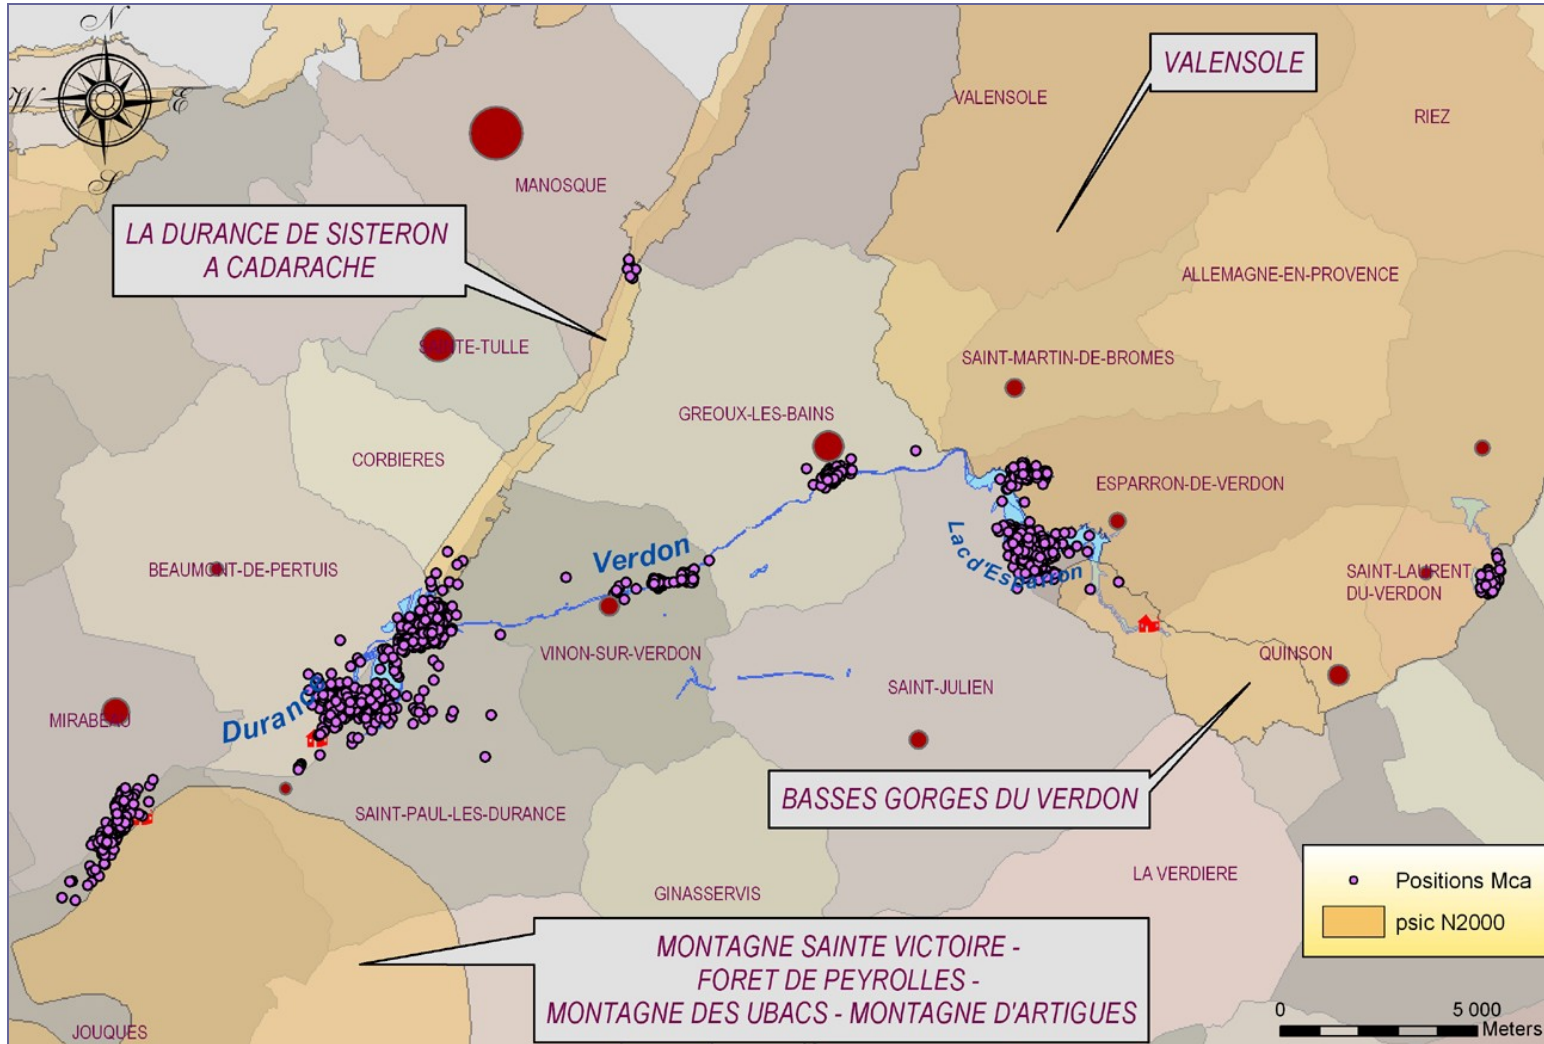 N
W
E
S
VALENSOLE
VALENSOLE
RIEZ
MANOSQUE
LA DURANCE DE SISTERON
A CADARACHE
ALLEMAGNE-EN-PROVENCE
SAINTE-TULLE
SAINT-MARTIN-DE-BROMES
GREOUX-LES-BAINS
CORBIERES
ESPARRON-DE-VERDON
Lac d'Esparron
Verdon
BEAUMONT-DE-PERTUIS
SAINT-LAURENT
DU-VERDON
VINON-SUR-VERDON
QUINSON
SAINT-JULIEN
Durance
MIRABEAU
BASSES GORGES DU VERDON
SAINT-PAUL-LES-DURANCE
LA VERDIERE
GINASSERVIS
Positions Mca
psic N2000
MONTAGNE SAINTE VICTOIRE -
FORET DE PEYROLLES -
MONTAGNE DES UBACS - MONTAGNE D'ARTIGUES
0 5 000
Meters
JOUQUES